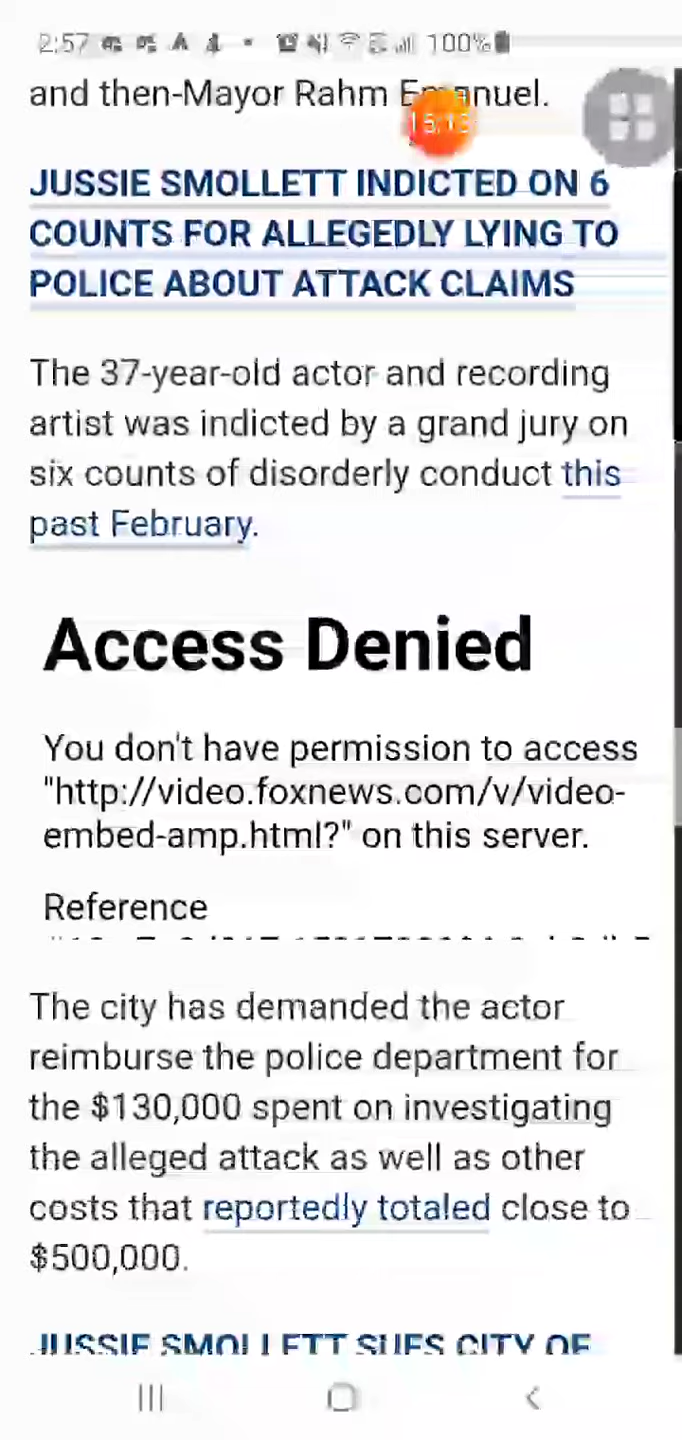 2:57
100%
and then-Mayor Rahm Emanuel.
15:13
JUSSIE SMOLLETT INDICTED ON 6
COUNTS FOR ALLEGEDLY LYING TO
POLICE ABOUT ATTACK CLAIMS
The 37-year-old actor and recording
artist was indicted by a grand jury on
six counts of disorderly conduct this
past February.
Access Denied
You don't have permission to access
"http://video.foxnews.com/v/video-
embed-amp.html?" on this server.
Reference
The city has demanded the actor
reimburse the police department for
the $130,000 spent on investigating
the alleged attack as well as other
costs that reportedly totaled close to
$500,000.
JUSSIE SMOLLETT SUES CITY OF